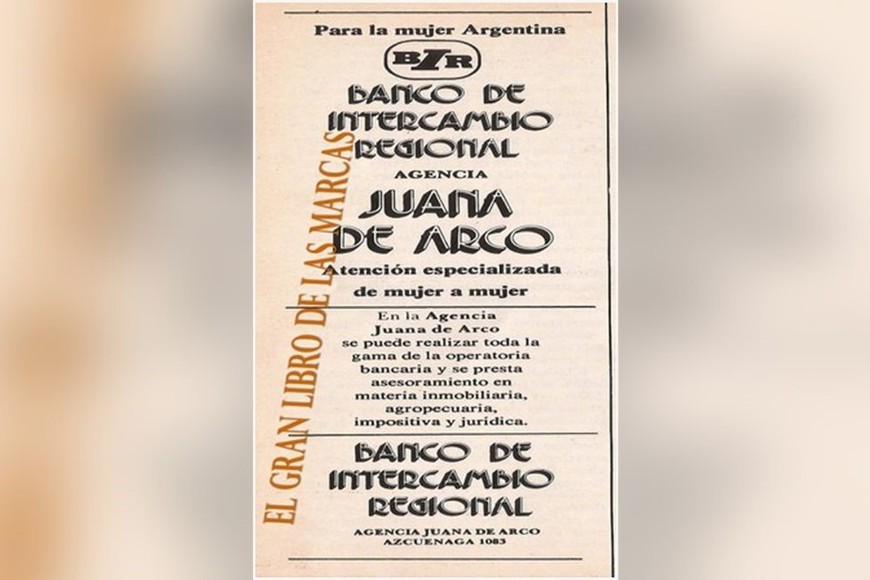 Para la mujer Argentina
BIR
BANCO DE
INTERCAMBIO
REGIONAL
AGENCIA
JUANA
DE ARCO
Atención especializada
de mujer a mujer
En la Agencia
Juana de Arco
se puede realizar toda la
gama de la operatoria
bancaria y se presta
asesoramiento en
materia inmobiliaria,
agropecuaria,
impositiva y jurídica.
BANCO DE
INTERCAMBIO
REGIONAL
AGENCIA JUANA DE ARCO
AZCUENAGA 1083
EL GRAN LIBRO DE LAS MARCAS